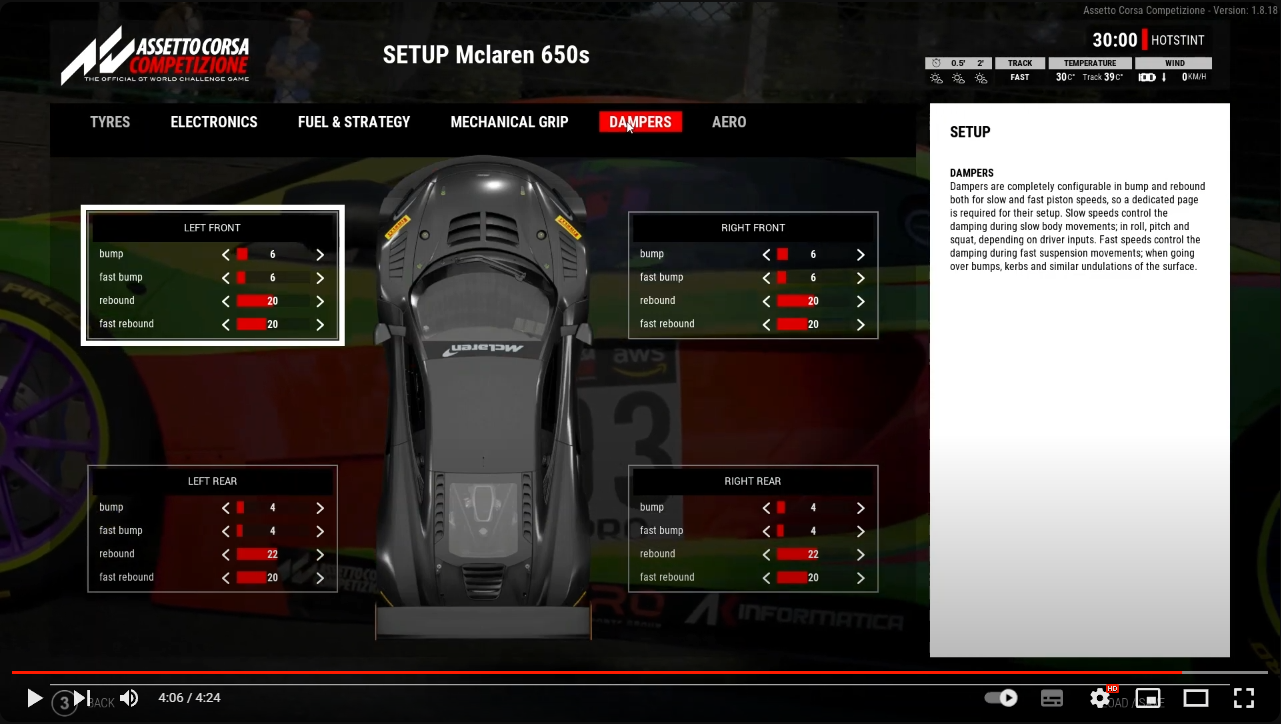 Assetto Corsa Competizione - Version: 1.8.18
ASSETTO CORSA
COMPETIZIONE
THE OFFICIAL GT WORLD CHALLENGE GAME
SETUP Mclaren 650s
30:00 HOTSTINT
0.5' 2' TRACK TEMPERATURE WIND
FAST 30C° Track 39C° 0KM/H
TYRES ELECTRONICS FUEL & STRATEGY MECHANICAL GRIP DAMPERS AERO
LEFT FRONT
bump 6
fast bump 6
rebound 20
fast rebound 20
RIGHT FRONT
bump 6
fast bump 6
rebound 20
fast rebound 20
Mclaren
aws
LEFT REAR
bump 4
fast bump 4
rebound 22
fast rebound 20
RIGHT REAR
bump 4
fast bump 4
rebound 22
fast rebound 20
AK INFORMATICA
SETUP
DAMPERS
Dampers are completely configurable in bump and rebound
both for slow and fast piston speeds, so a dedicated page
is required for their setup. Slow speeds control the
damping during slow body movements; in roll, pitch and
squat, depending on driver inputs. Fast speeds control the
damping during fast suspension movements; when going
over bumps, kerbs and similar undulations of the surface.
3 BACK
4:06 / 4:24
HD